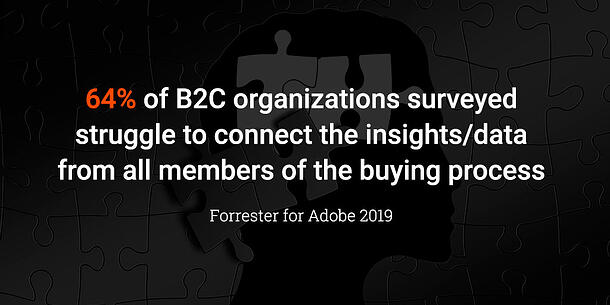 64% of B2C organizations surveyed
struggle to connect the insights/data
from all members of the buying process
Forrester for Adobe 2019